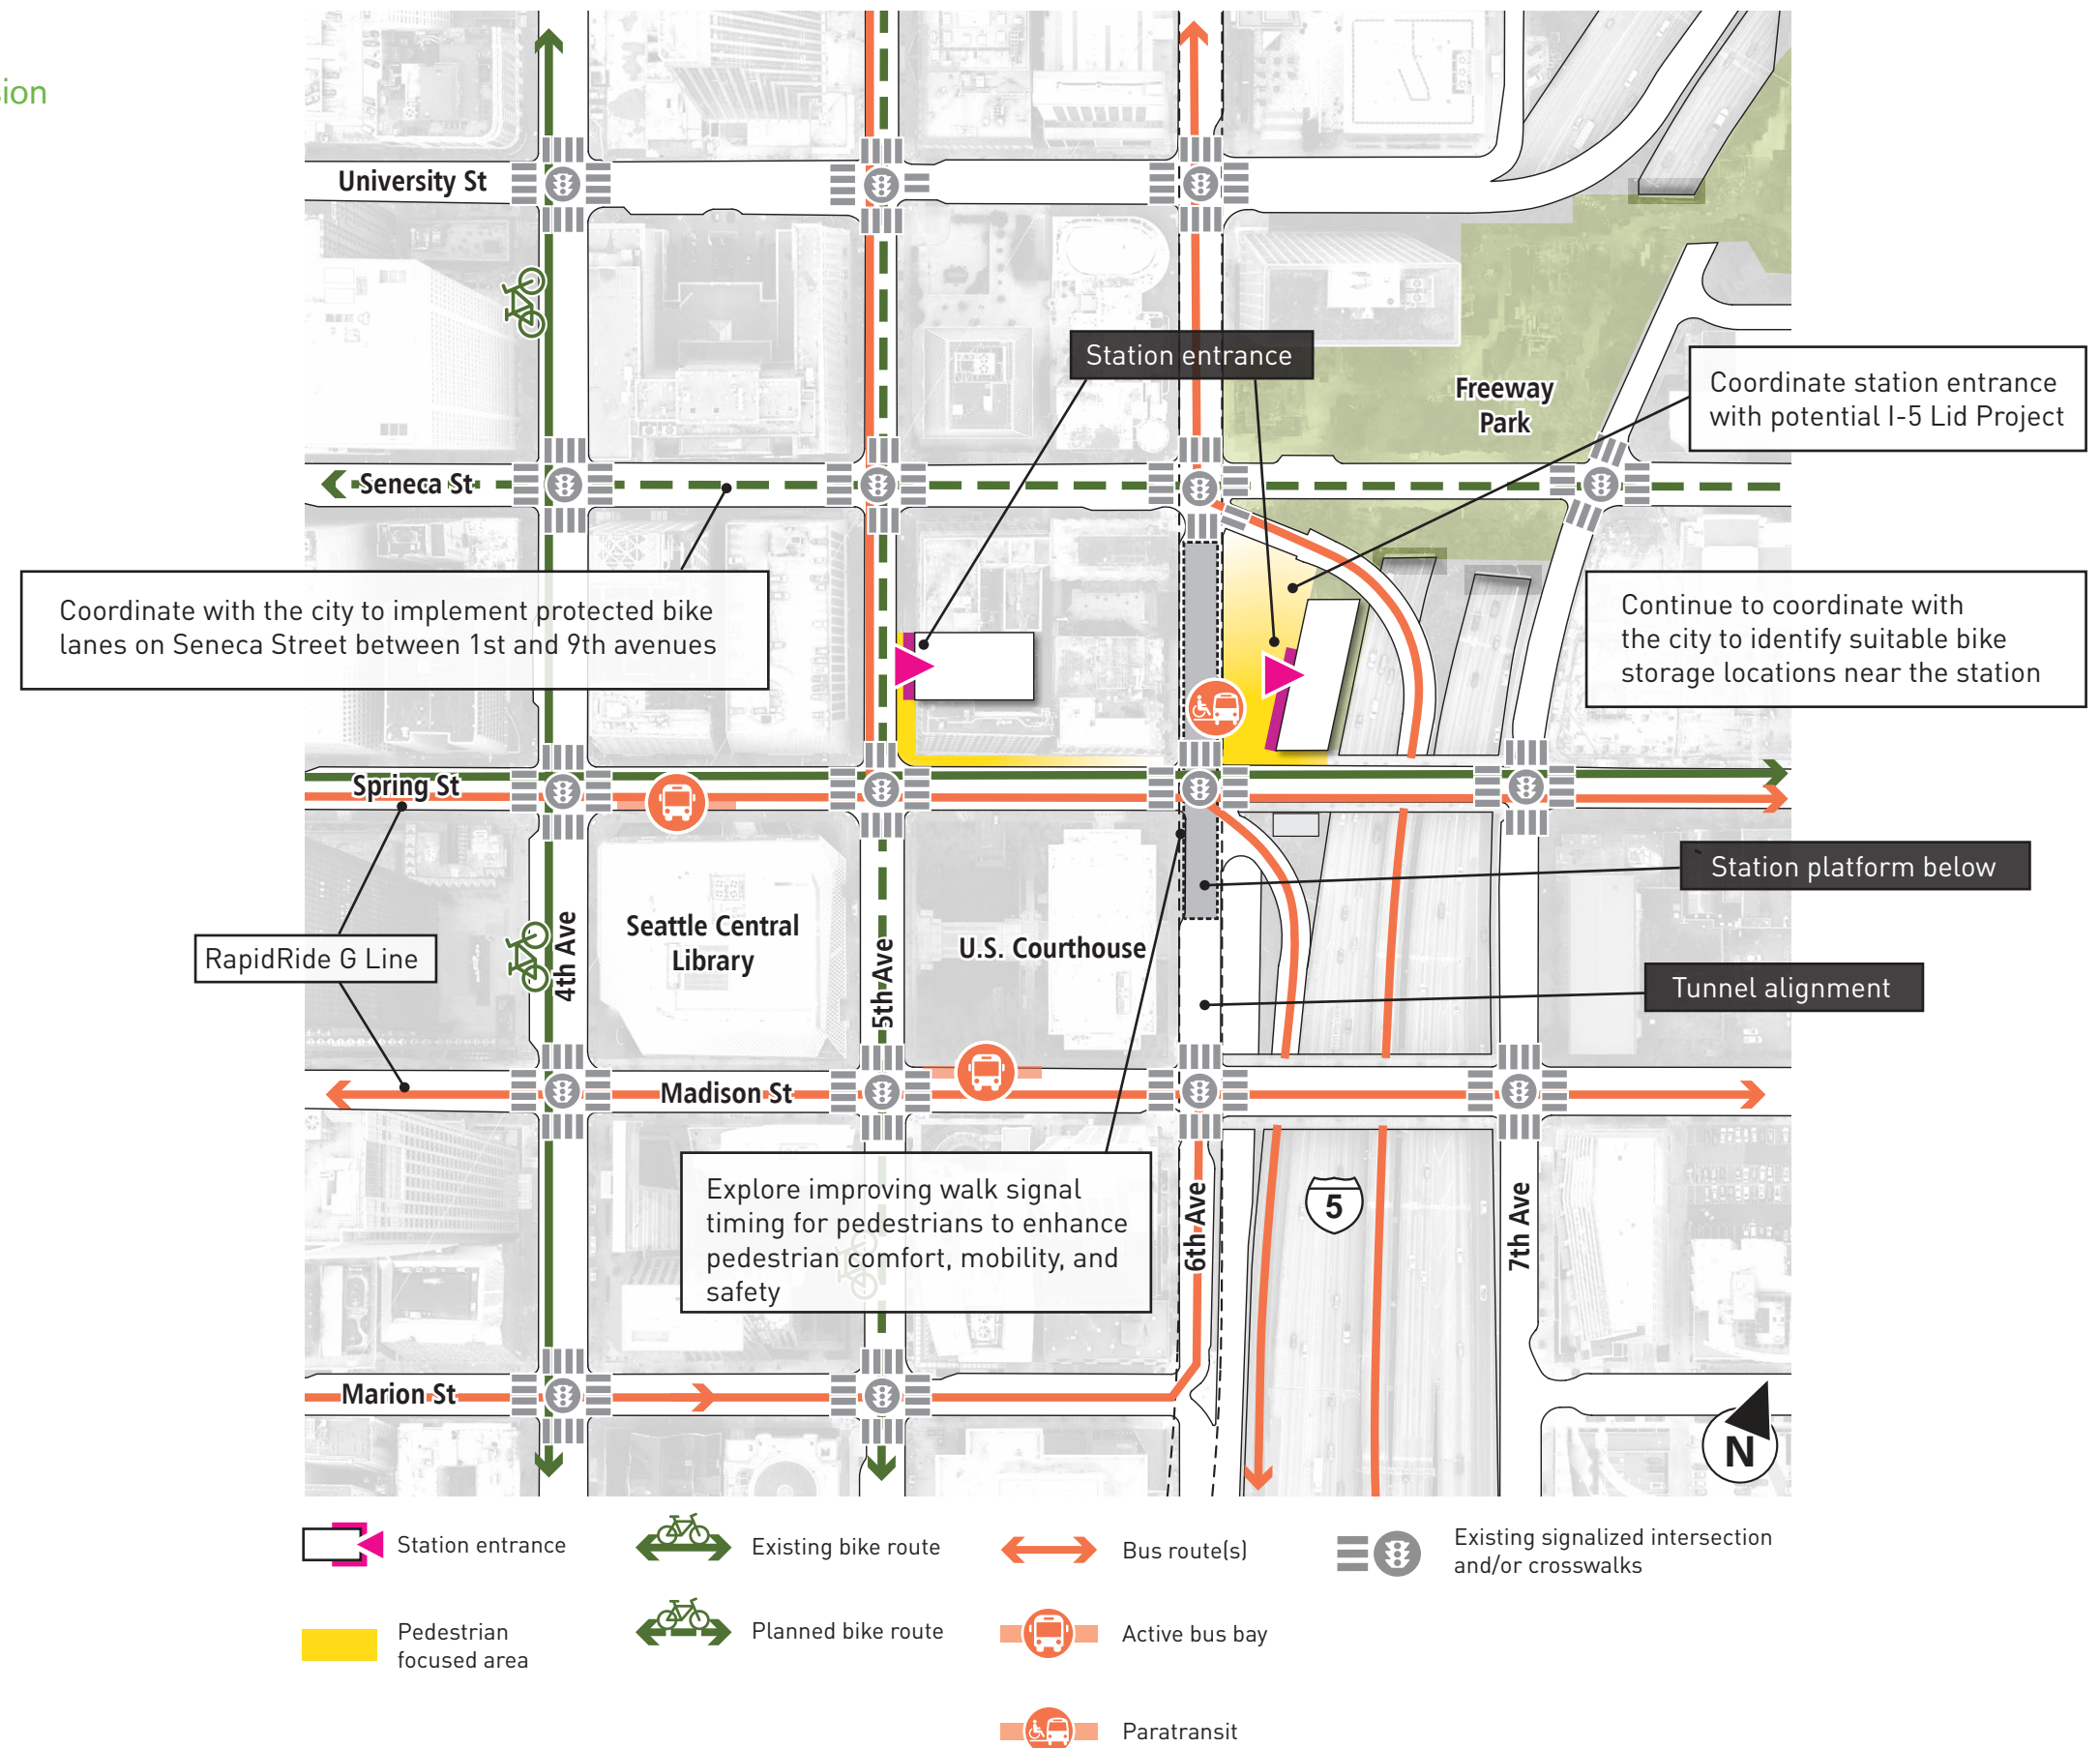 University St
Station entrance
Freeway
Park
Coordinate station entrance
with potential I-5 Lid Project
Seneca St
Coordinate with the city to implement protected bike
lanes on Seneca Street between 1st and 9th avenues
Continue to coordinate with
the city to identify suitable bike
storage locations near the station
Spring St
Station platform below
4th Ave
Seattle Central
Library
5th Ave
U.S. Courthouse
RapidRide G Line
Tunnel alignment
Madison St
Explore improving walk signal
timing for pedestrians to enhance
pedestrian comfort, mobility, and
safety
6th Ave
5
7th Ave
Marion St
N
Station entrance
Existing bike route
Bus route(s)
Existing signalized intersection
and/or crosswalks
Pedestrian
focused area
Planned bike route
Active bus bay
Paratransit